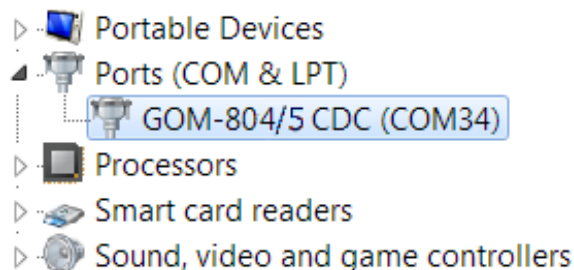 Portable Devices
Ports (COM & LPT)
GOM-804/5 CDC (COM34)
Processors
Smart card readers
Sound, video and game controllers